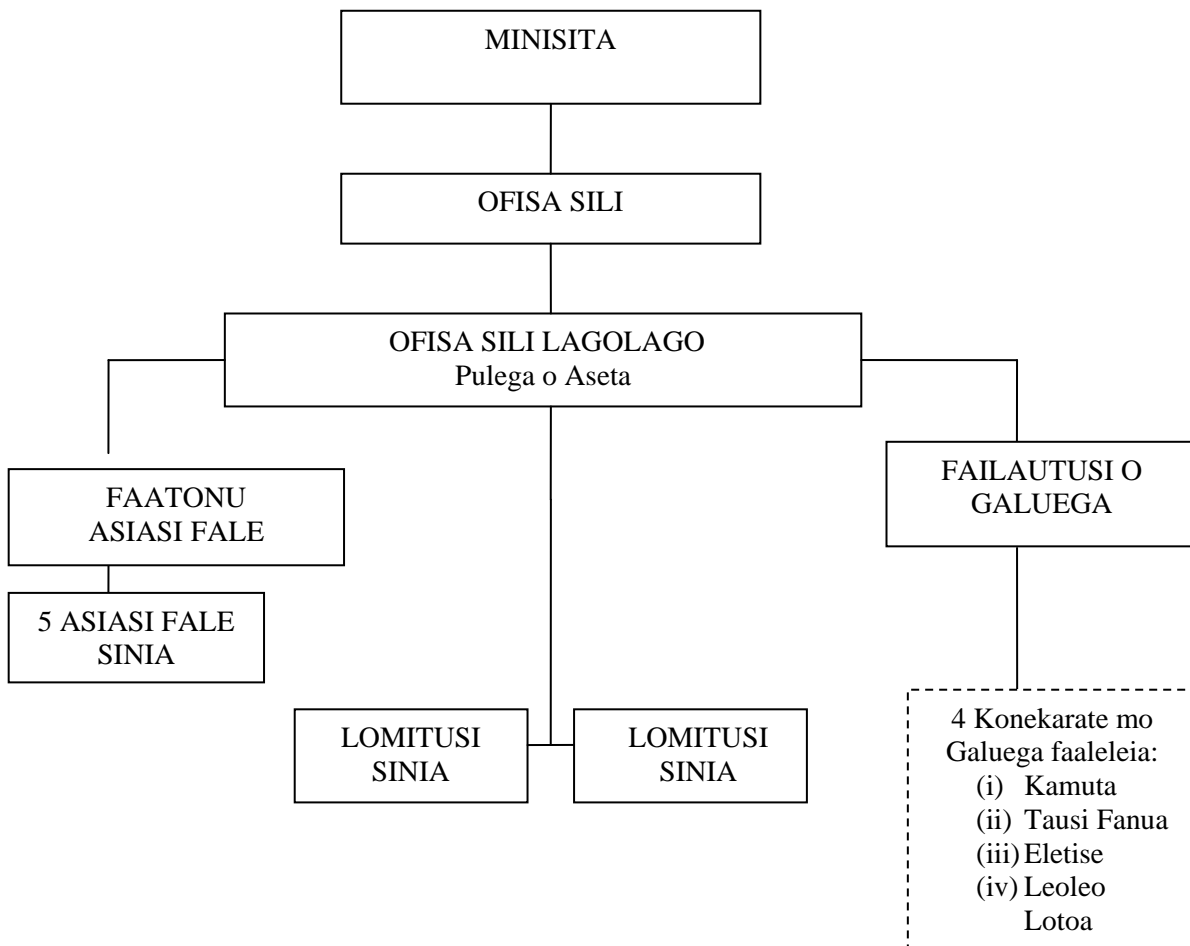 MINISITA
OFISA SILI
OFISA SILI LAGOLAGO
Pulega o Aseta
FAATONU
ASIASI FALE
5 ASIASI FALE
SINIA
LOMITUSI
SINIA
LOMITUSI
SINIA
FAILAUTUSI O
GALUEGA
4 Konekarate mo
Galuega faaleleia:
(i) Kamuta
(ii) Tausi Fanua
(iii) Eletise
(iv) Leoleo
Lotoa